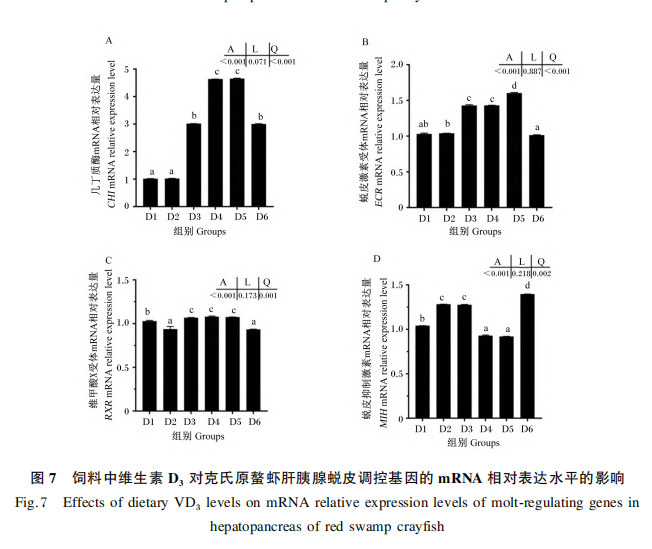 A
A L Q
<0.001 0.071 <0.001
几丁质酶mRNA相对表达量
CHI mRNA relative expression level
5
4
3
2
1
0
a a b c c b
D1 D2 D3 D4 D5 D6
组别 Groups
B
A L Q
<0.001 0.887 <0.001
蜕皮激素受体mRNA相对表达量
ECR mRNA relative expression level
2.0
1.5
1.0
0.5
0
ab b c c d a
D1 D2 D3 D4 D5 D6
组别 Groups
C
A L Q
<0.001 0.173 0.001
维甲酸X受体mRNA相对表达量
RXR mRNA relative expression level
1.5
1.0
0.5
0
b a c c c a
D1 D2 D3 D4 D5 D6
组别 Groups
D
A L Q
<0.001 0.218 0.002
蜕皮抑制激素mRNA相对表达量
MIH mRNA relative expression level
1.5
1.0
0.5
0
b c c a a d
D1 D2 D3 D4 D5 D6
组别 Groups
图 7 饲料中维生素 D₃ 对克氏原螯虾肝胰腺蜕皮调控基因的 mRNA 相对表达水平的影响
Fig.7 Effects of dietary VD₃ levels on mRNA relative expression levels of molt-regulating genes in
hepatopancreas of red swamp crayfish